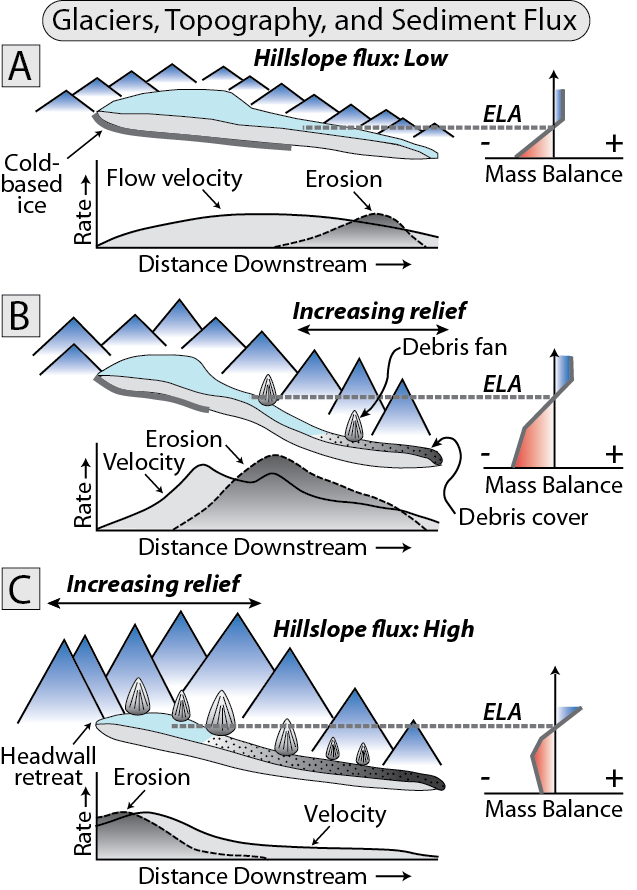 Glaciers, Topography, and Sediment Flux
A
Hillslope flux: Low
ELA
- +
Mass Balance
Cold-
based
ice
Flow velocity
Erosion
Rate
Distance Downstream
B
Increasing relief
Debris fan
ELA
- +
Mass Balance
Erosion
Velocity
Rate
Debris cover
Distance Downstream
C
Increasing relief
Hillslope flux: High
ELA
- +
Mass Balance
Headwall
retreat
Erosion
Velocity
Rate
Distance Downstream